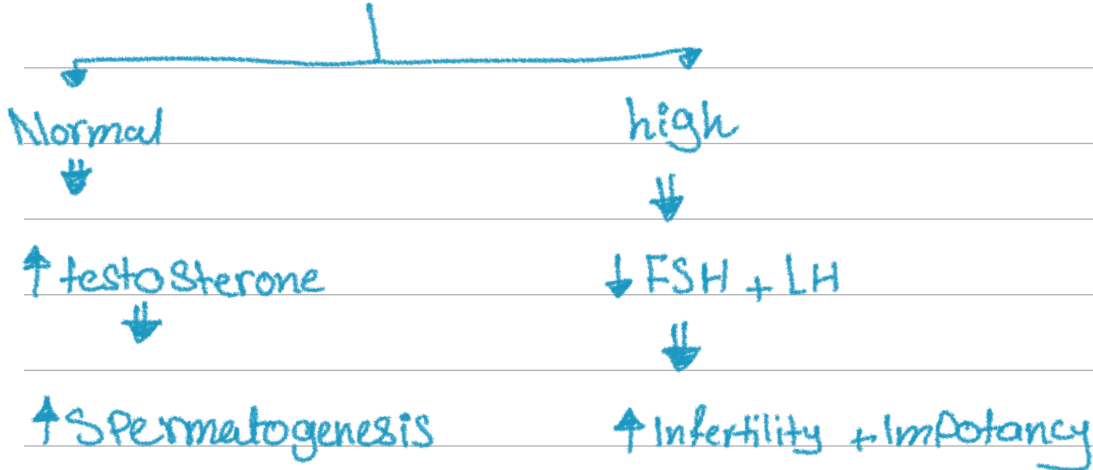 Normal high
↑ testosterone ↓ FSH + LH
↑ Spermatogenesis ↑ Infertility + Impotancy